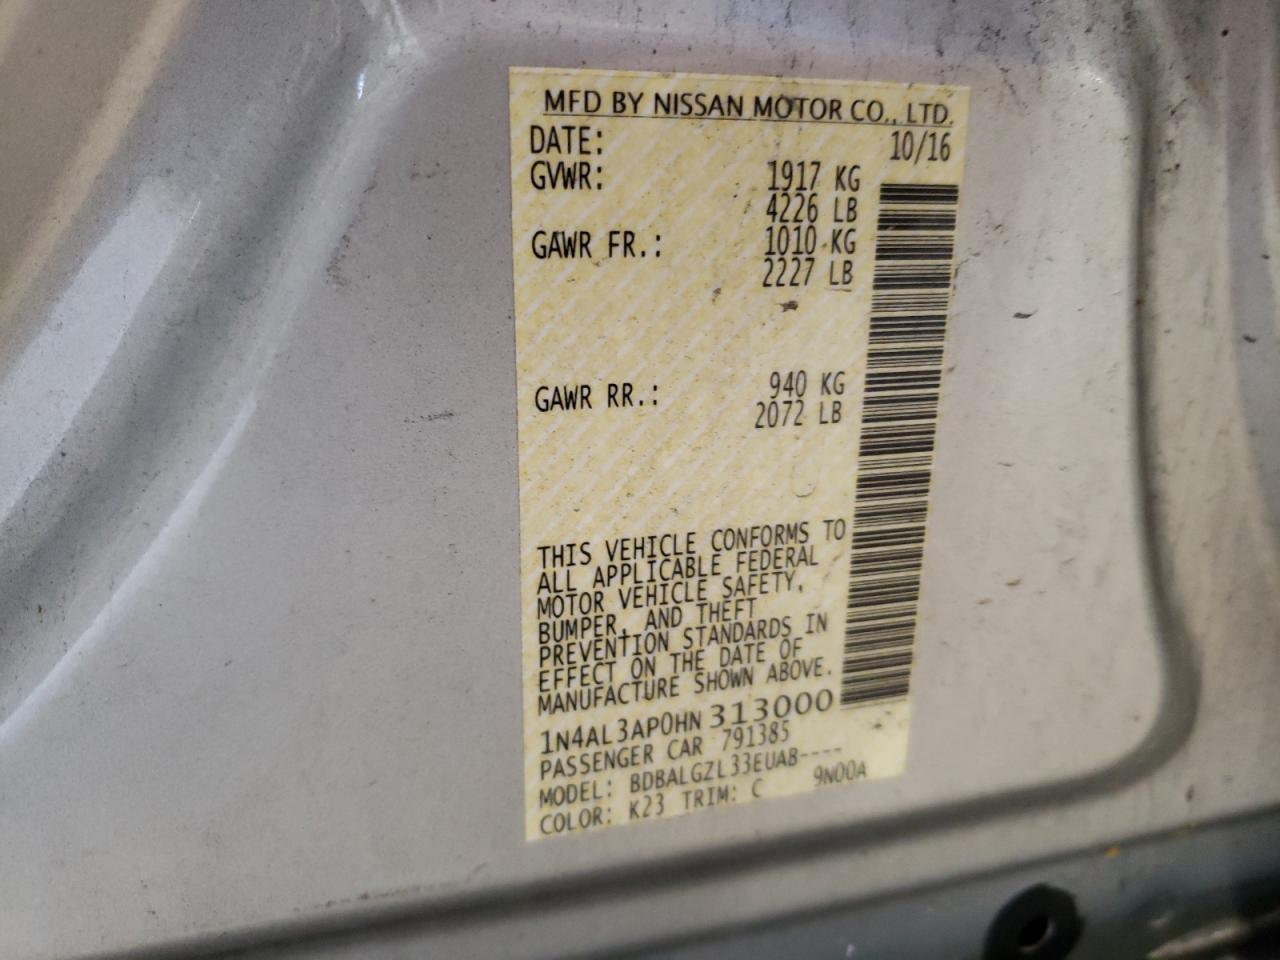 MFD BY NISSAN MOTOR CO., LTD.
DATE: 10/16
GVWR: 1917 KG
4226 LB
GAWR FR.: 1010 KG
2227 LB
GAWR RR.: 940 KG
2072 LB
THIS VEHICLE CONFORMS TO
ALL APPLICABLE FEDERAL
MOTOR VEHICLE SAFETY,
BUMPER, AND THEFT
PREVENTION STANDARDS IN
EFFECT ON THE DATE OF
MANUFACTURE SHOWN ABOVE.
1N4AL3AP0HN 313000
PASSENGER CAR 791385
MODEL: BDBALGZL33EUA8----
COLOR: K23 TRIM: C 9N00A